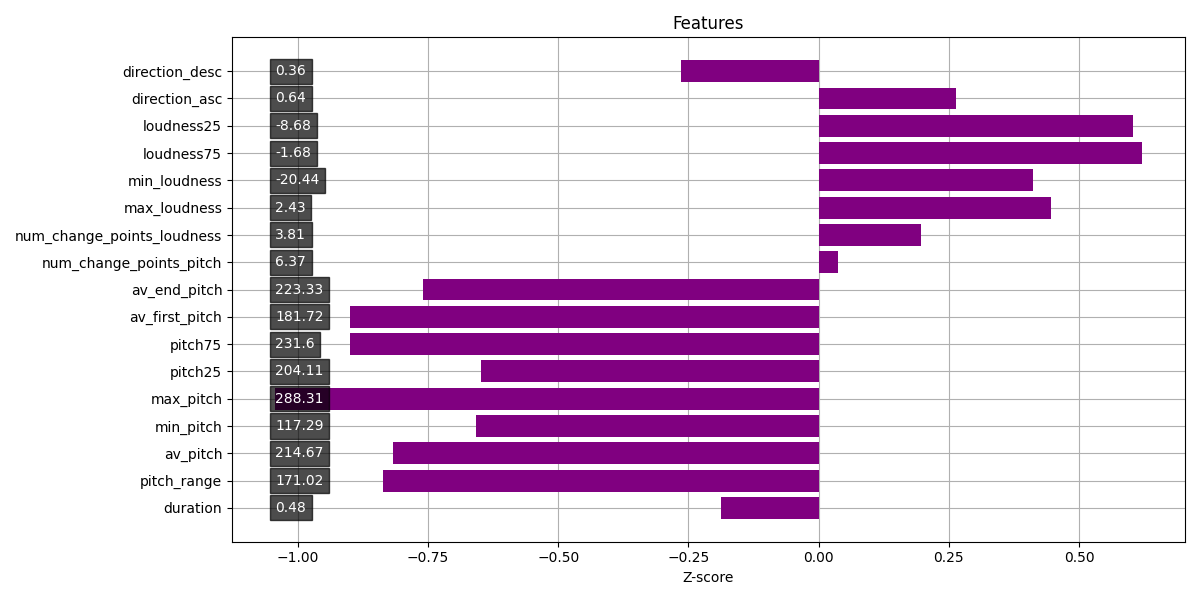 Features
direction_desc 0.36
direction_asc 0.64
loudness25 -8.68
loudness75 -1.68
min_loudness -20.44
max_loudness 2.43
num_change_points_loudness 3.81
num_change_points_pitch 6.37
av_end_pitch 223.33
av_first_pitch 181.72
pitch75 231.6
pitch25 204.11
max_pitch 288.31
min_pitch 117.29
av_pitch 214.67
pitch_range 171.02
duration 0.48
−1.00 −0.75 −0.50 −0.25 0.00 0.25 0.50
Z-score